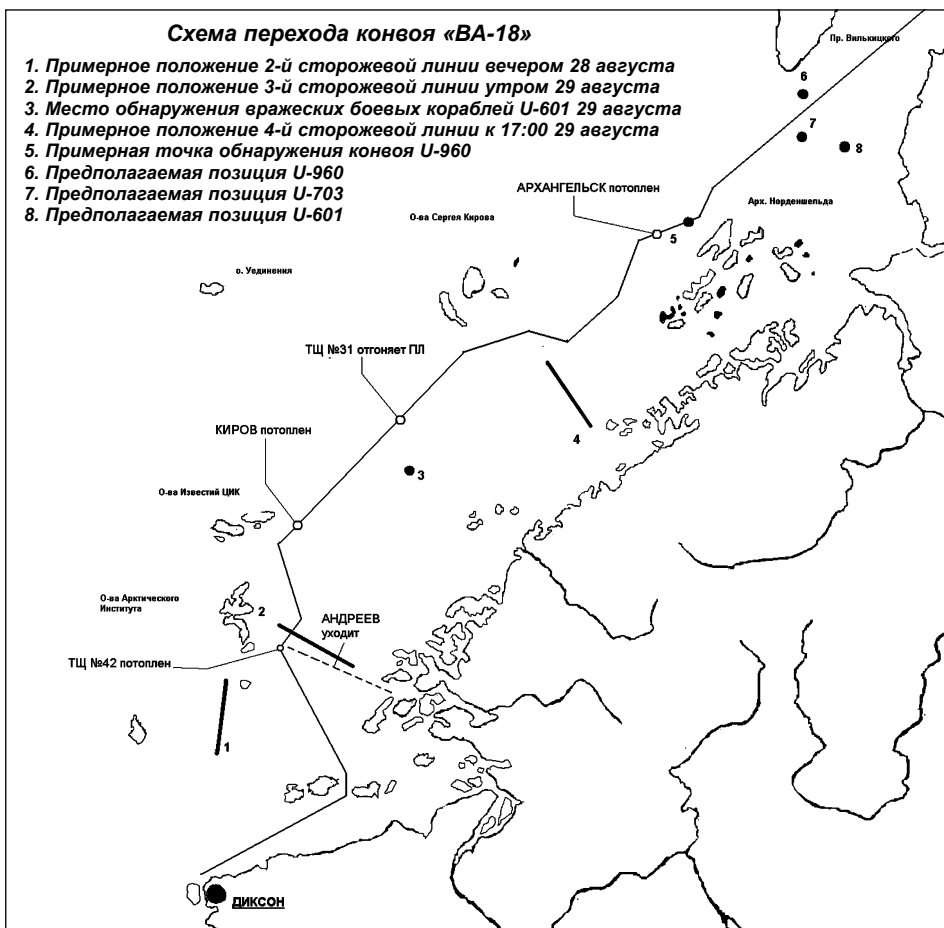 Схема перехода конвоя «ВА-18»
1. Примерное положение 2-й сторожевой линии вечером 28 августа
2. Примерное положение 3-й сторожевой линии утром 29 августа
3. Место обнаружения вражеских боевых кораблей U-601 29 августа
4. Примерное положение 4-й сторожевой линии к 17:00 29 августа
5. Примерная точка обнаружения конвоя U-960
6. Предполагаемая позиция U-960
7. Предполагаемая позиция U-703
8. Предполагаемая позиция U-601
Пр. Вилькицкого
6
7
8
АРХАНГЕЛЬСК потоплен
Арх. Норденшельда
О-ва Сергея Кирова
5
о. Уединения
ТЩ №31 отгоняет ПЛ
КИРОВ потоплен
4
3
О-ва Известий ЦИК
О-ва Арктического
Института
2
АНДРЕЕВ
уходит
ТЩ №42 потоплен
1
ДИКСОН